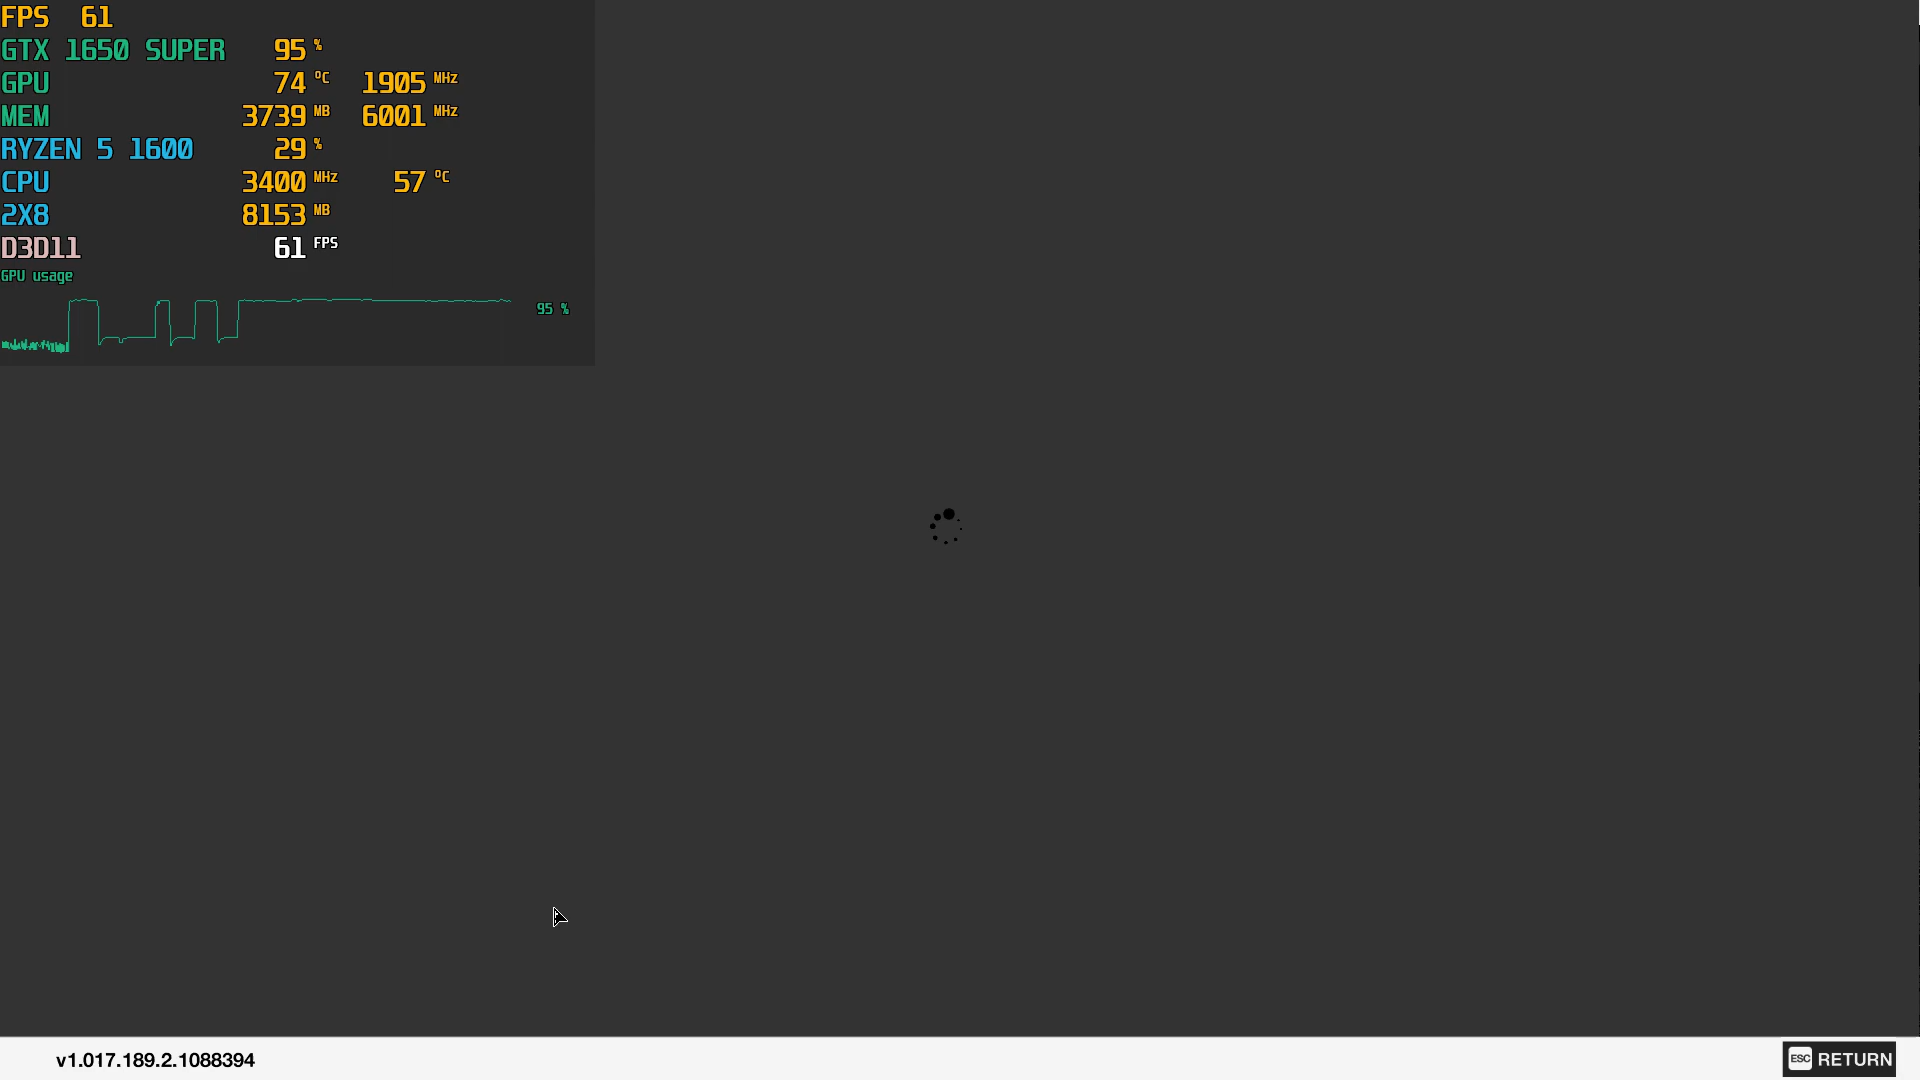 FPS 61
GTX 1650 SUPER 95 %
GPU 74 °C 1905 MHz
MEM 3739 MB 6001 MHz
RYZEN 5 1600 29 %
CPU 3400 MHz 57 °C
2X8 8153 MB
D3D11 61 FPS
GPU usage
95 %
v1.017.189.2.1088394
ESC RETURN